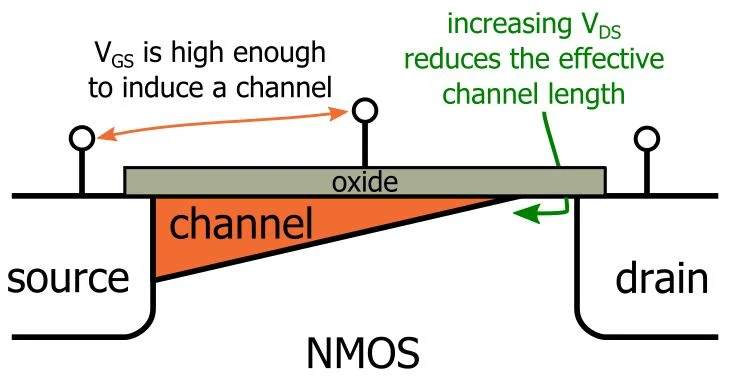 increasing VDS
reduces the effective
channel length
VGS is high enough
to induce a channel
oxide
channel
source
drain
NMOS